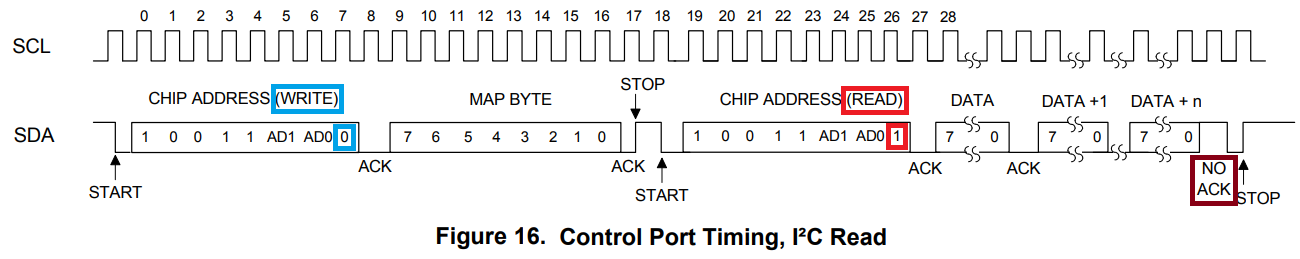 0 1 2 3 4 5 6 7 8 9 10 11 12 13 14 15 16 17 18 19 20 21 22 23 24 25 26 27 28
SCL
STOP
CHIP ADDRESS (WRITE) MAP BYTE CHIP ADDRESS (READ) DATA DATA +1 DATA + n
SDA 1 0 0 1 1 AD1 AD0 0 7 6 5 4 3 2 1 0 1 0 0 1 1 AD1 AD0 1 7 0 7 0 7 0
ACK ACK ACK ACK NO
ACK
START START STOP
Figure 16. Control Port Timing, I²C Read